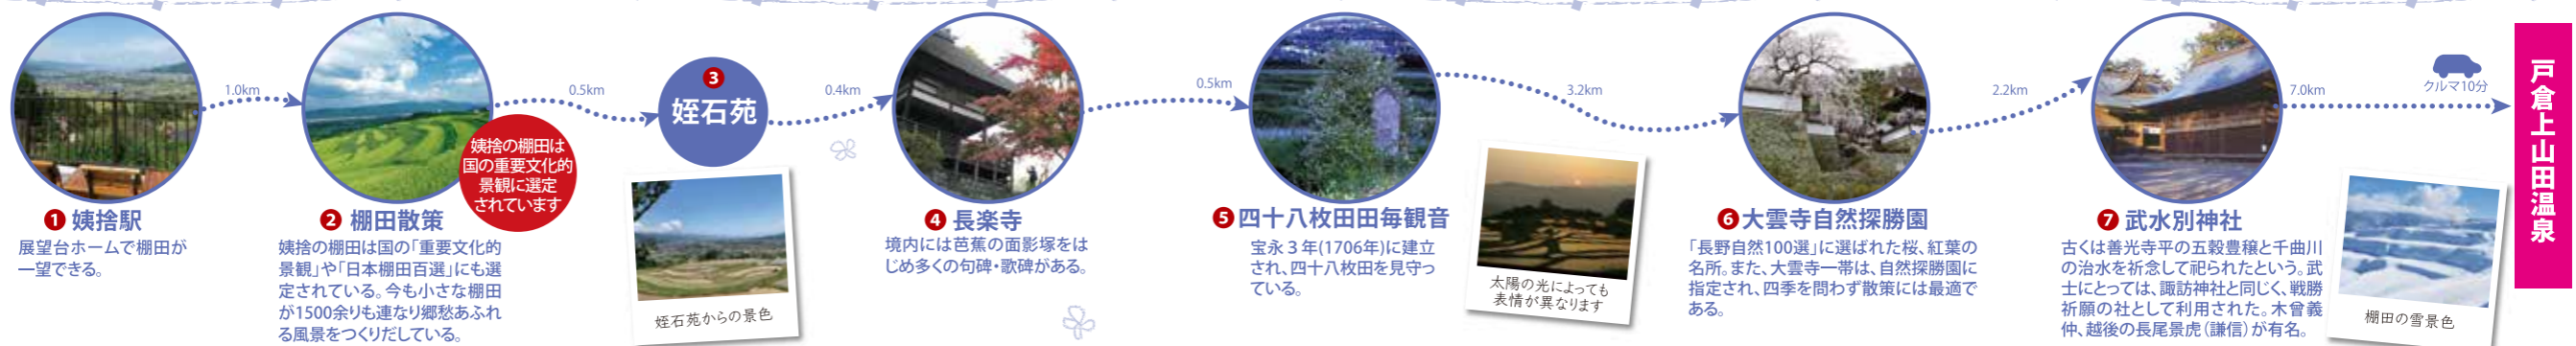 ❶ 姨捨駅
展望台ホームで棚田が
一望できる。
1.0km
❷ 棚田散策
姨捨の棚田は
国の重要文化的
景観に選定
されています
姨捨の棚田は国の「重要文化的
景観」や「日本棚田百選」にも選
定されている。今も小さな棚田
が1500余りも連なり郷愁あふれ
る風景をつくりだしている。
0.5km
❸
姪石苑
姪石苑からの景色
0.4km
❹ 長楽寺
境内には芭蕉の面影塚をは
じめ多くの句碑・歌碑がある。
0.5km
❺ 四十八枚田田毎観音
宝永３年(1706年)に建立
され、四十八枚田を見守っ
ている。
太陽の光によっても
表情が異なります
3.2km
❻ 大雲寺自然探勝園
「長野自然100選」に選ばれた桜、紅葉の
名所。また、大雲寺一帯は、自然探勝園に
指定され、四季を問わず散策には最適で
ある。
2.2km
❼ 武水別神社
古くは善光寺平の五穀豊穣と千曲川
の治水を祈念して祀られたという。武
士にとっては、諏訪神社と同じく、戦勝
祈願の社として利用された。木曾義
仲、越後の長尾景虎（謙信）が有名。
棚田の雪景色
7.0km
クルマ10分
戸倉上山田温泉